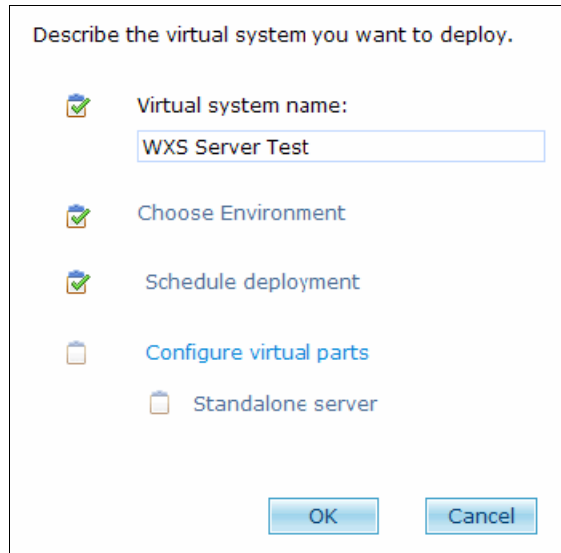 Describe the virtual system you want to deploy.
Virtual system name:
WXS Server Test
Choose Environment
Schedule deployment
Configure virtual parts
Standalone server
OK
Cancel